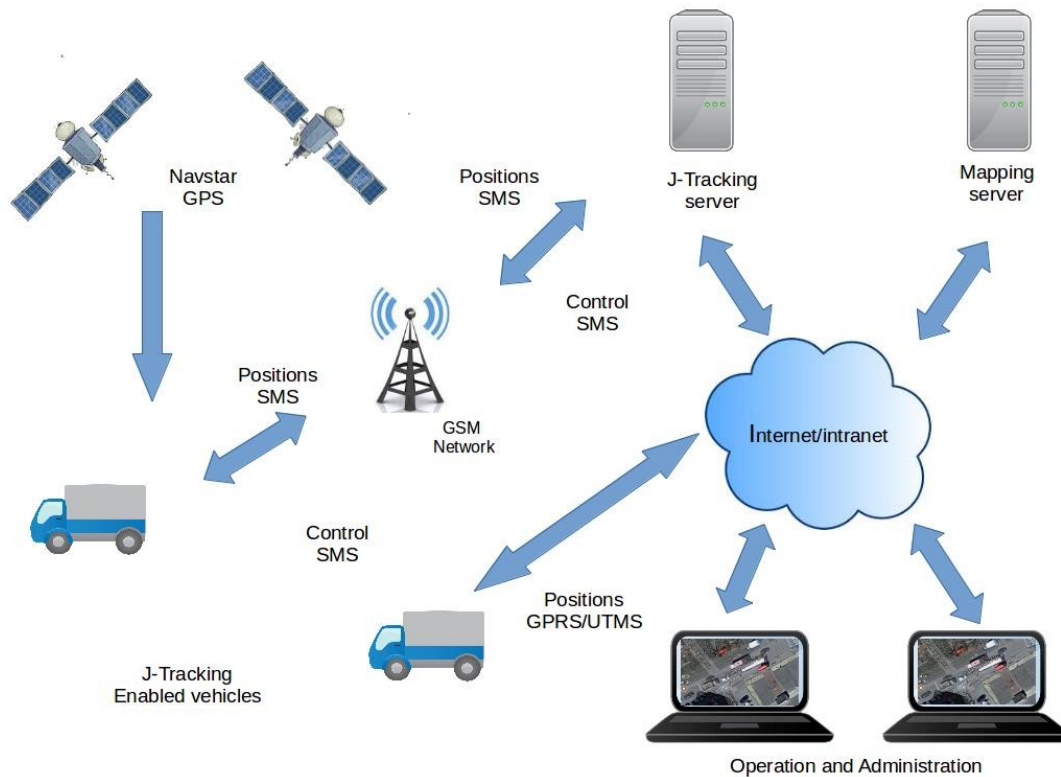 Navstar
GPS
Positions
SMS
J-Tracking
server
Mapping
server
Control
SMS
Positions
SMS
GSM
Network
Internet/intranet
Control
SMS
Positions
GPRS/UTMS
J-Tracking
Enabled vehicles
Operation and Administration